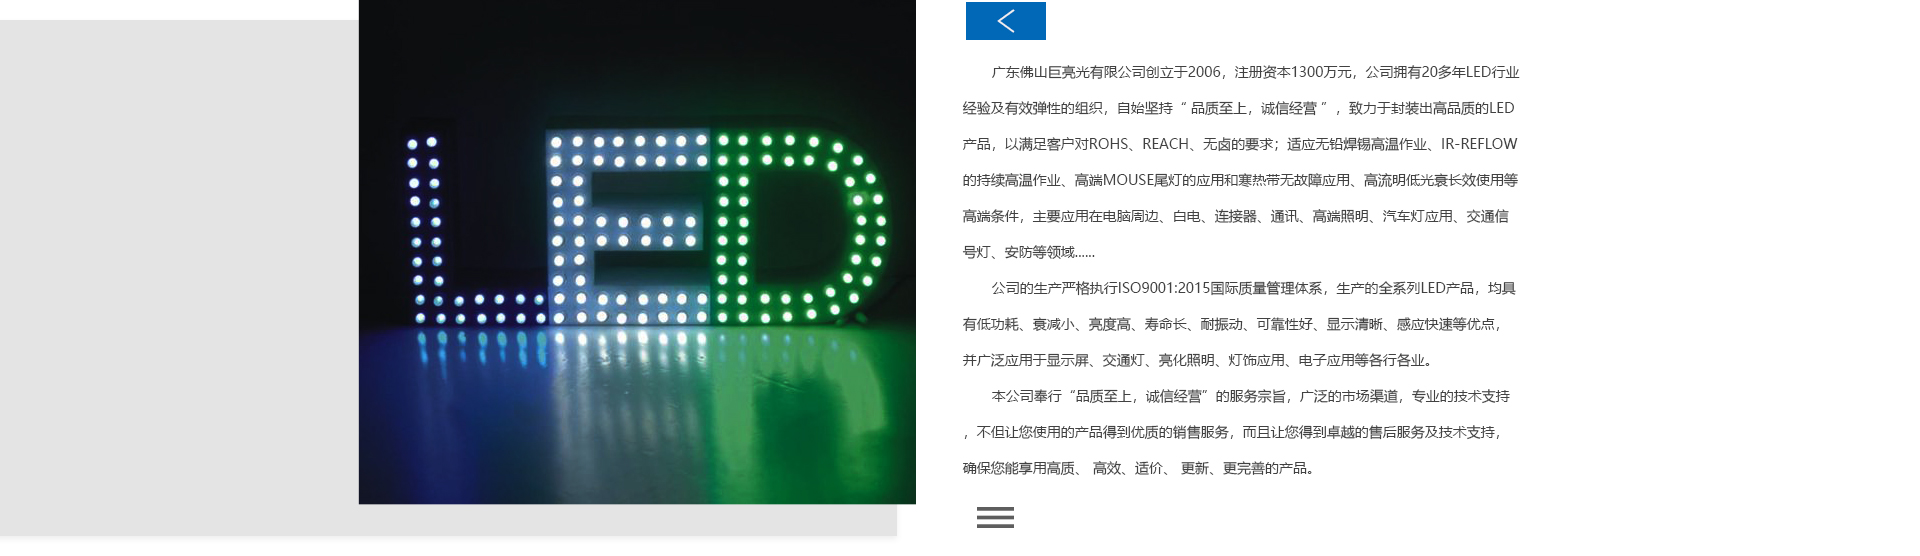 LED
广东佛山巨亮光有限公司创立于2006，注册资本1300万元，公司拥有20多年LED行业
经验及有效弹性的组织，自始坚持“ 品质至上，诚信经营 ”，致力于封装出高品质的LED
产品，以满足客户对ROHS、REACH、无卤的要求；适应无铅焊锡高温作业、IR-REFLOW
的持续高温作业、高端MOUSE尾灯的应用和寒热带无故障应用、高流明低光衰长效使用等
高端条件，主要应用在电脑周边、白电、连接器、通讯、高端照明、汽车灯应用、交通信
号灯、安防等领域......
公司的生产严格执行ISO9001:2015国际质量管理体系，生产的全系列LED产品，均具
有低功耗、衰减小、亮度高、寿命长、耐振动、可靠性好、显示清晰、感应快速等优点，
并广泛应用于显示屏、交通灯、亮化照明、灯饰应用、电子应用等各行各业。
本公司奉行“品质至上，诚信经营”的服务宗旨，广泛的市场渠道，专业的技术支持
，不但让您使用的产品得到优质的销售服务，而且让您得到卓越的售后服务及技术支持，
确保您能享用高质、 高效、适价、 更新、更完善的产品。